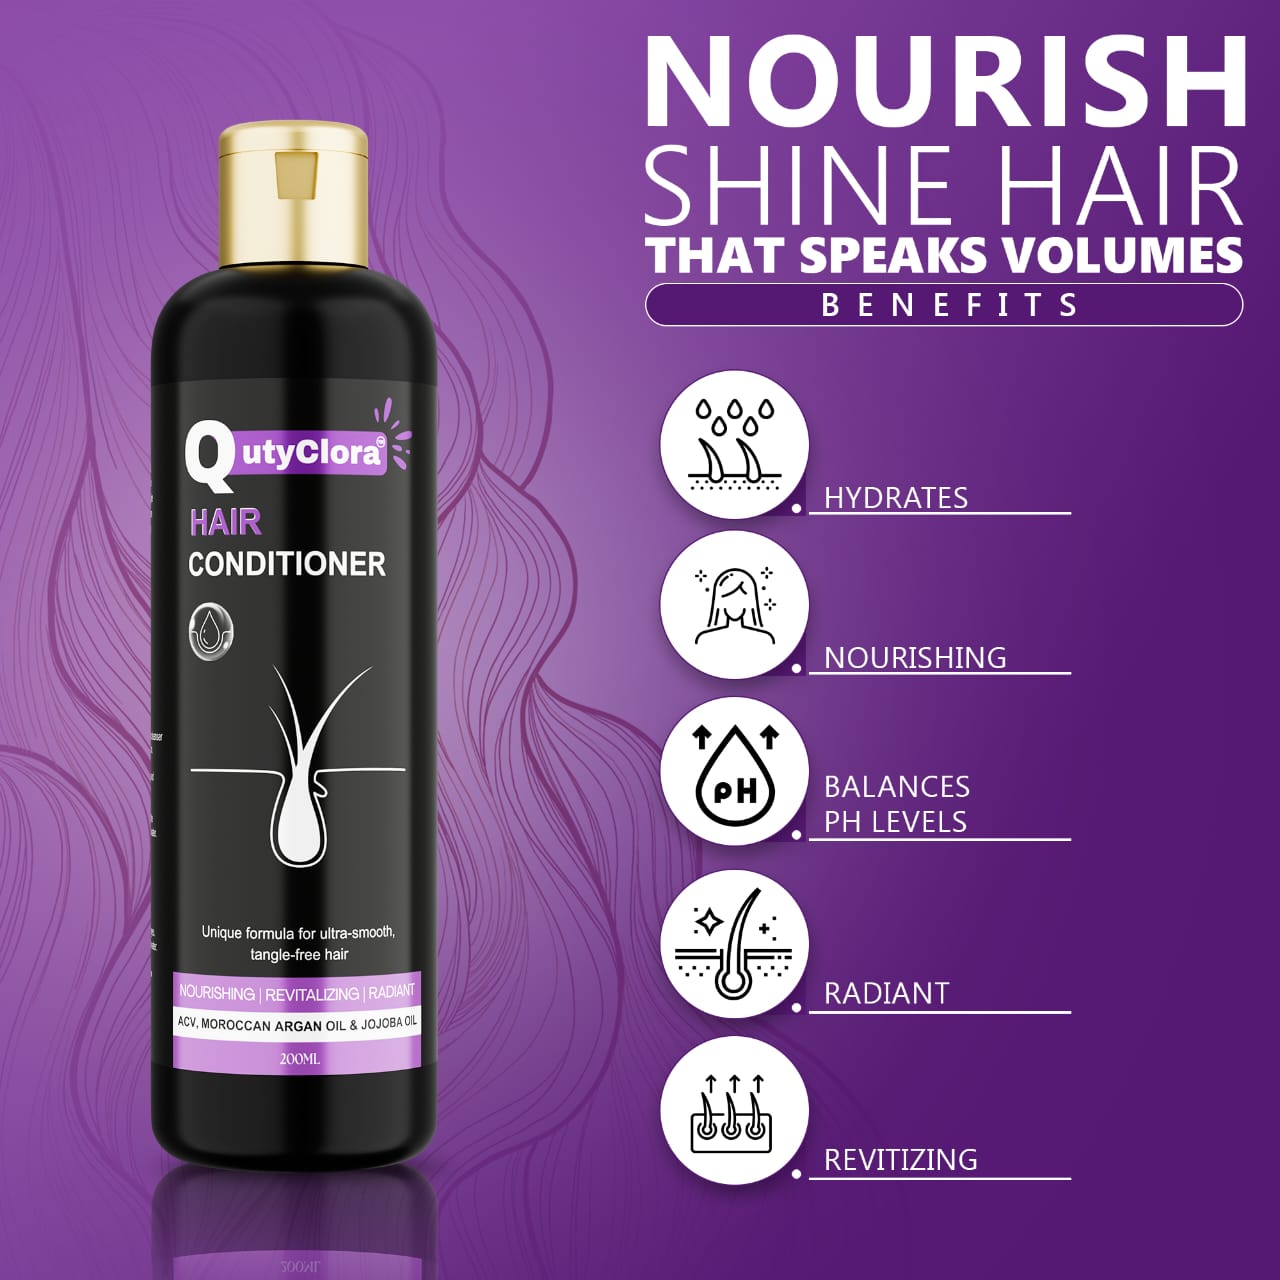 NOURISH
SHINE HAIR
THAT SPEAKS VOLUMES
BENEFITS
HYDRATES
NOURISHING
pH
BALANCES
PH LEVELS
RADIANT
REVITIZING
QutyClora™
HAIR
CONDITIONER
Unique formula for ultra-smooth,
tangle-free hair
NOURISHING | REVITALIZING | RADIANT
ACV, MOROCCAN ARGAN OIL & JOJOBA OIL
200ML